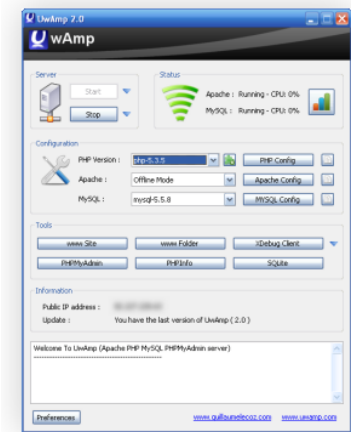 UwAmp 2.0
UwAmp
Server
Start
Stop
Status
Apache : Running - CPU: 0%
MySQL : Running - CPU: 0%
Configuration
PHP Version : php-5.3.5 PHP Config
Apache : Offline Mode Apache Config
MySQL : mysql-5.5.8 MYSQL Config
Tools
www Site www Folder XDebug Client
PHPMyAdmin PHPInfo SQLite
Information
Public IP address :
Update : You have the last version of UwAmp ( 2.0 )
Welcome To UwAmp (Apache PHP MySQL PHPMyAdmin server)
--------------------------------------------------
Preferences www.guillaumelecoz.com www.uwamp.com